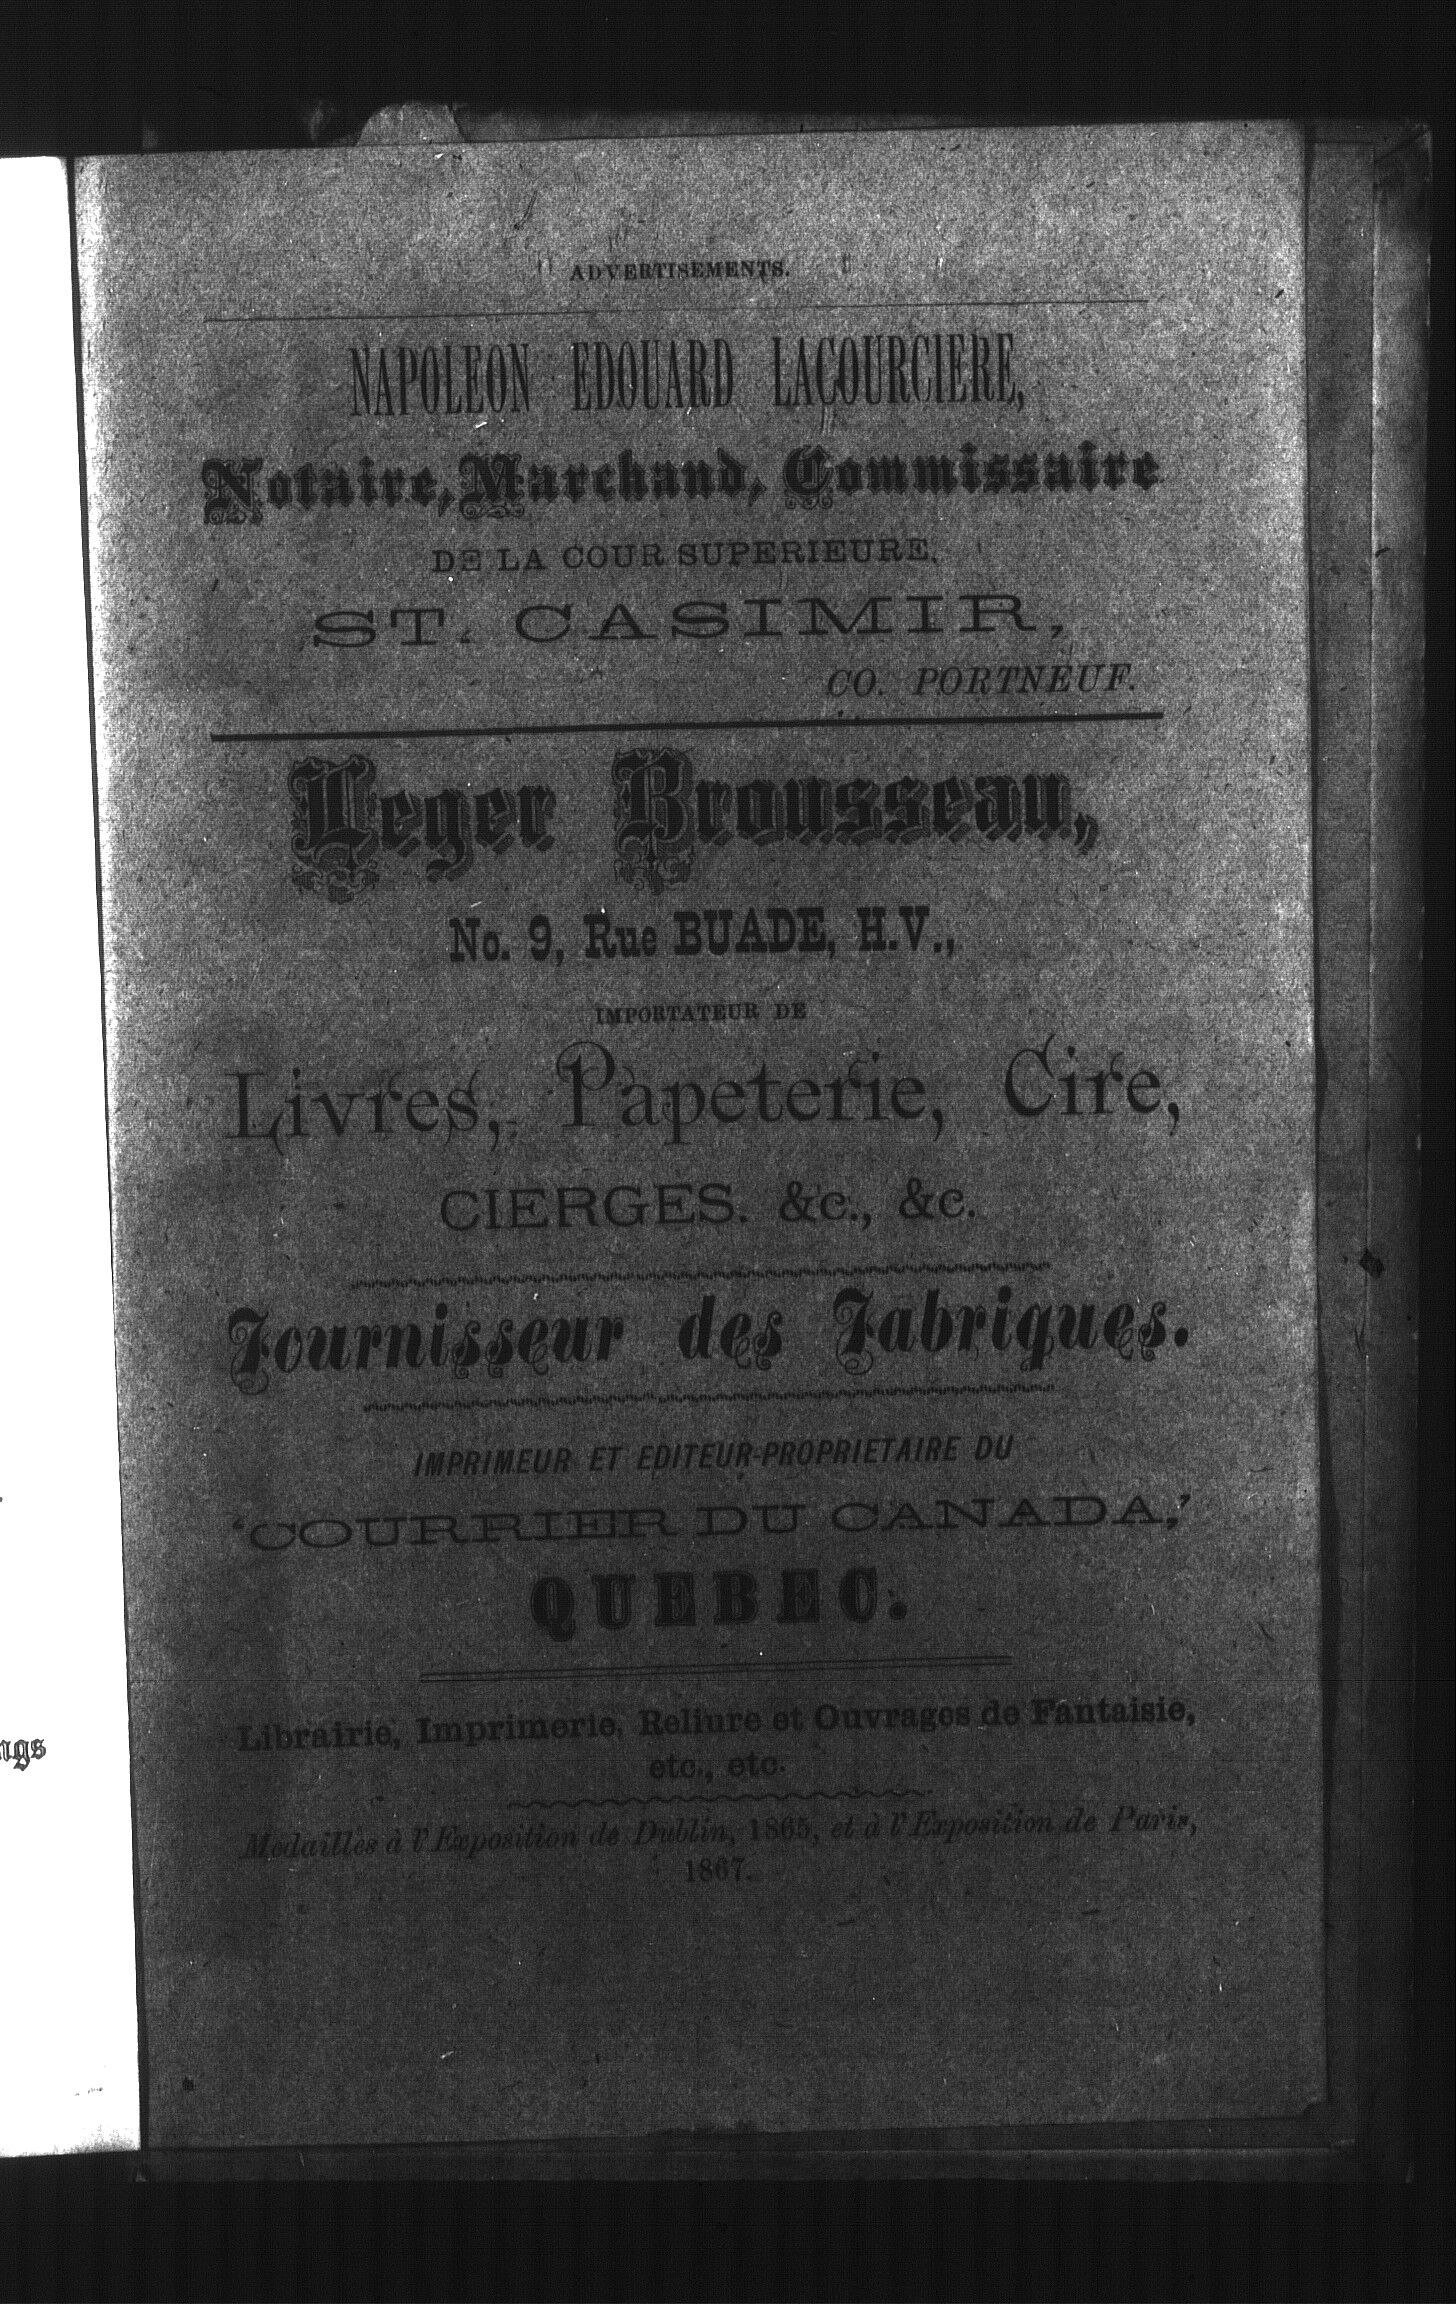 ADVERTISEMENTS.
NAPOLEON EDOUARD LACOURCIERE,
Notaire, Marchand, Commissaire
DE LA COUR SUPERIEURE,
ST. CASIMIR,
CO. PORTNEUF.
Leger Brousseau,
No. 9, Rue BUADE, H.V.,
IMPORTATEUR DE
Livres, Papeterie, Cire,
CIERGES. &c., &c.
Fournisseur des Fabriques.
IMPRIMEUR ET EDITEUR-PROPRIETAIRE DU
'COURRIER DU CANADA,'
QUEBEC.
Librairie, Imprimerie, Reliure et Ouvrages de Fantaisie,
etc., etc.
Medailles à l'Exposition de Dublin, 1865, et à l'Exposition de Paris,
1867.